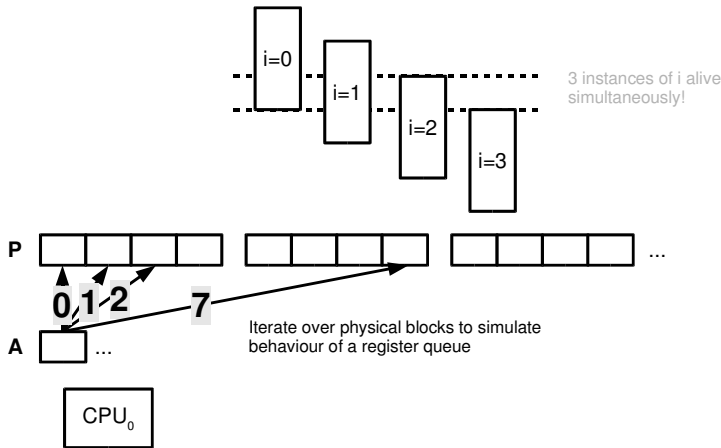 i=0
3 instances of i alive
simultaneously!
i=1
i=2
i=3
P
...
0 1 2 7
Iterate over physical blocks to simulate
behaviour of a register queue
A ...
CPU0